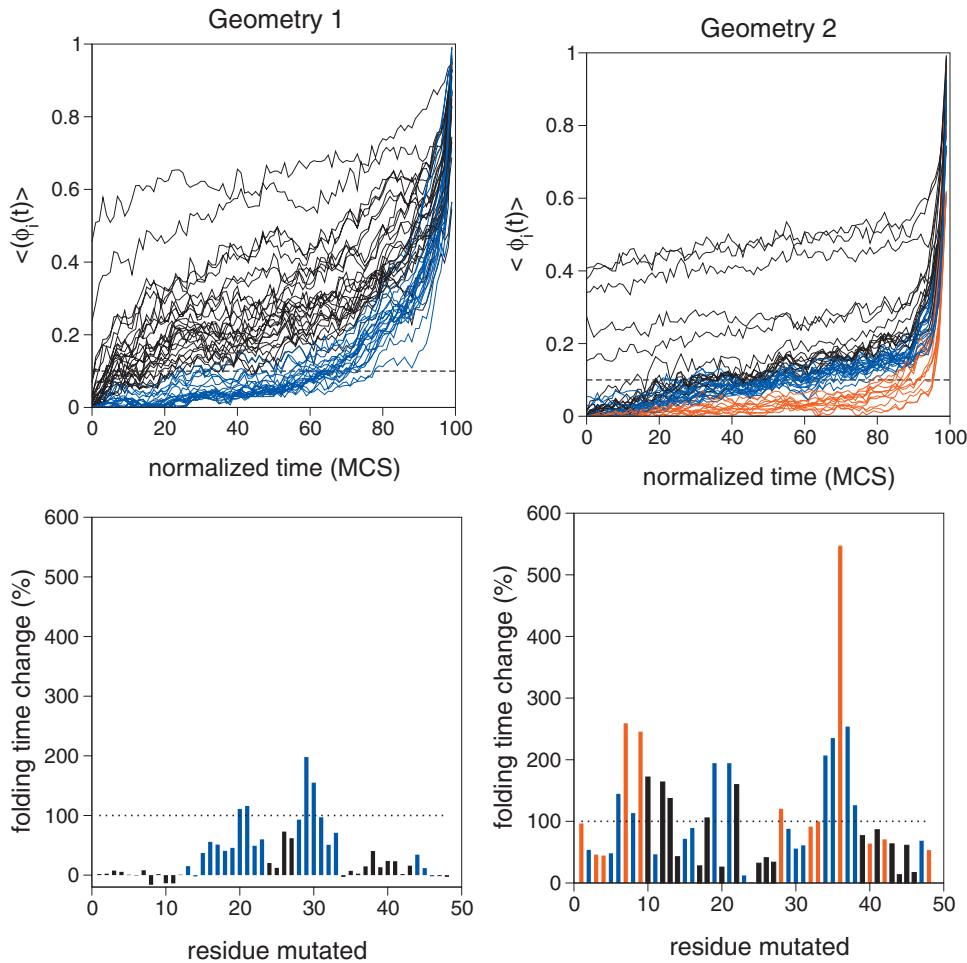 Geometry 1
<(ϕi(t)>
1
0.8
0.6
0.4
0.2
0
0 20 40 60 80 100
normalized time (MCS)
Geometry 2
< ϕi(t)>
1
0.8
0.6
0.4
0.2
0
0 20 40 60 80 100
normalized time (MCS)
folding time change (%)
600
500
400
300
200
100
0
0 10 20 30 40 50
residue mutated
folding time change (%)
600
500
400
300
200
100
0
0 10 20 30 40 50
residue mutated